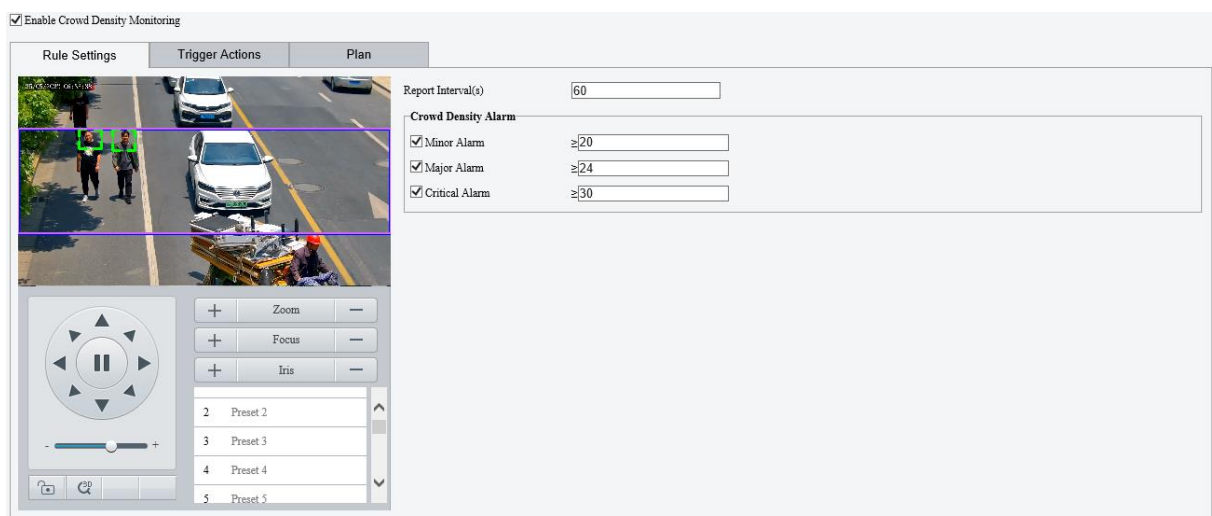 Enable Crowd Density Monitoring
Rule Settings Trigger Actions Plan
Report Interval(s) 60
Crowd Density Alarm
Minor Alarm ≥20
Major Alarm ≥24
Critical Alarm ≥30
+ Zoom −
+ Focus −
+ Iris −
2 Preset 2
3 Preset 3
4 Preset 4
5 Preset 5
- +
3D